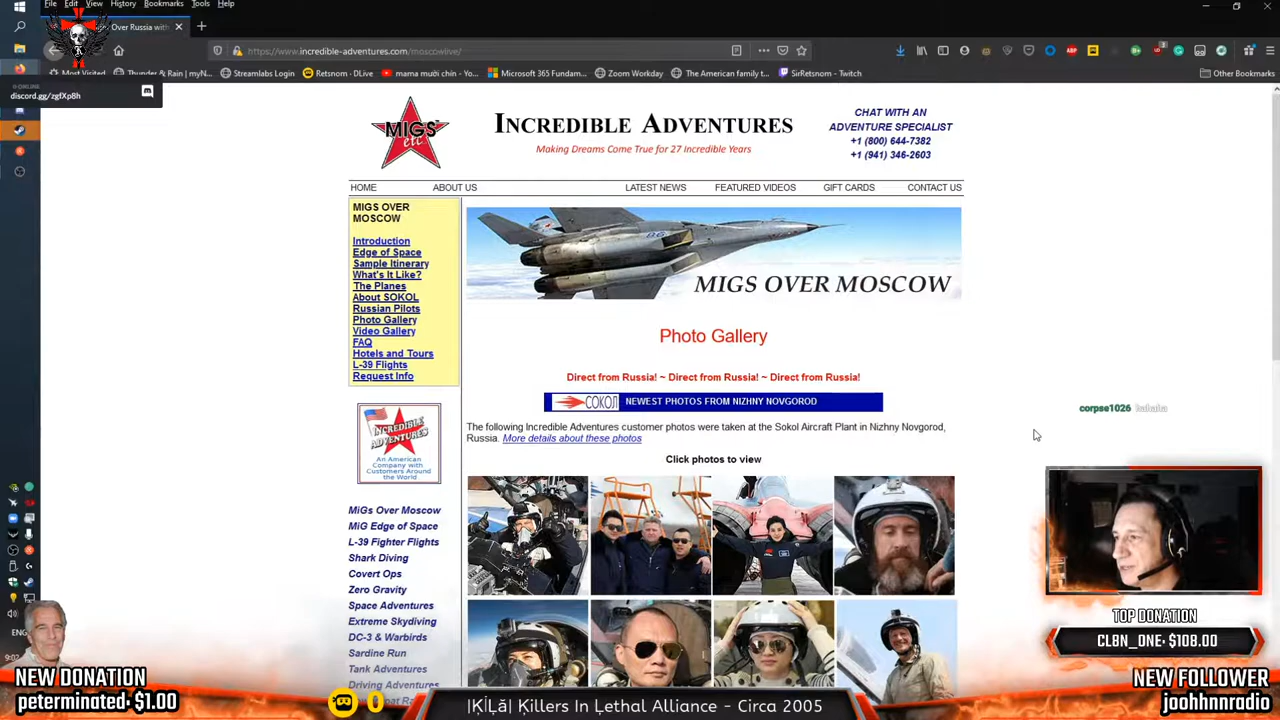 File Edit View History Bookmarks Tools Help
Over Russia with
https://www.incredible-adventures.com/moscowlive/
Most Visited Thunder & Rain | myN... Streamlabs Login Retsnom - DLive mama mười chín - Yo... Microsoft 365 Fundam... Zoom Workday The American family t... SirRetsnom - Twitch Other Bookmarks
discord.gg/zgfXp8h
MIGS etc.
INCREDIBLE ADVENTURES
Making Dreams Come True for 27 Incredible Years
CHAT WITH AN
ADVENTURE SPECIALIST
+1 (800) 644-7382
+1 (941) 346-2603
HOME ABOUT US LATEST NEWS FEATURED VIDEOS GIFT CARDS CONTACT US
MIGS OVER
MOSCOW
Introduction
Edge of Space
Sample Itinerary
What's It Like?
The Planes
About SOKOL
Russian Pilots
Photo Gallery
Video Gallery
FAQ
Hotels and Tours
L-39 Flights
Request Info
MIGS OVER MOSCOW
Photo Gallery
Direct from Russia! ~ Direct from Russia! ~ Direct from Russia!
СОКОЛ NEWEST PHOTOS FROM NIZHNY NOVGOROD
The following Incredible Adventures customer photos were taken at the Sokol Aircraft Plant in Nizhny Novgorod,
Russia. More details about these photos
Click photos to view
INCREDIBLE
ADVENTURES
An American
Company with
Customers Around
the World
MiGs Over Moscow
MiG Edge of Space
L-39 Fighter Flights
Shark Diving
Covert Ops
Zero Gravity
Space Adventures
Extreme Skydiving
DC-3 & Warbirds
Sardine Run
Tank Adventures
Driving Adventures
corpse1026 hahaha
TOP DONATION
CL8N_ONE: $108.00
NEW DONATION
peterminated: $1.00
0
|ĶĺĻā| Ķillers In Ļethal Alliance - Circa 2005
NEW FOLLOWER
joohhnnradio